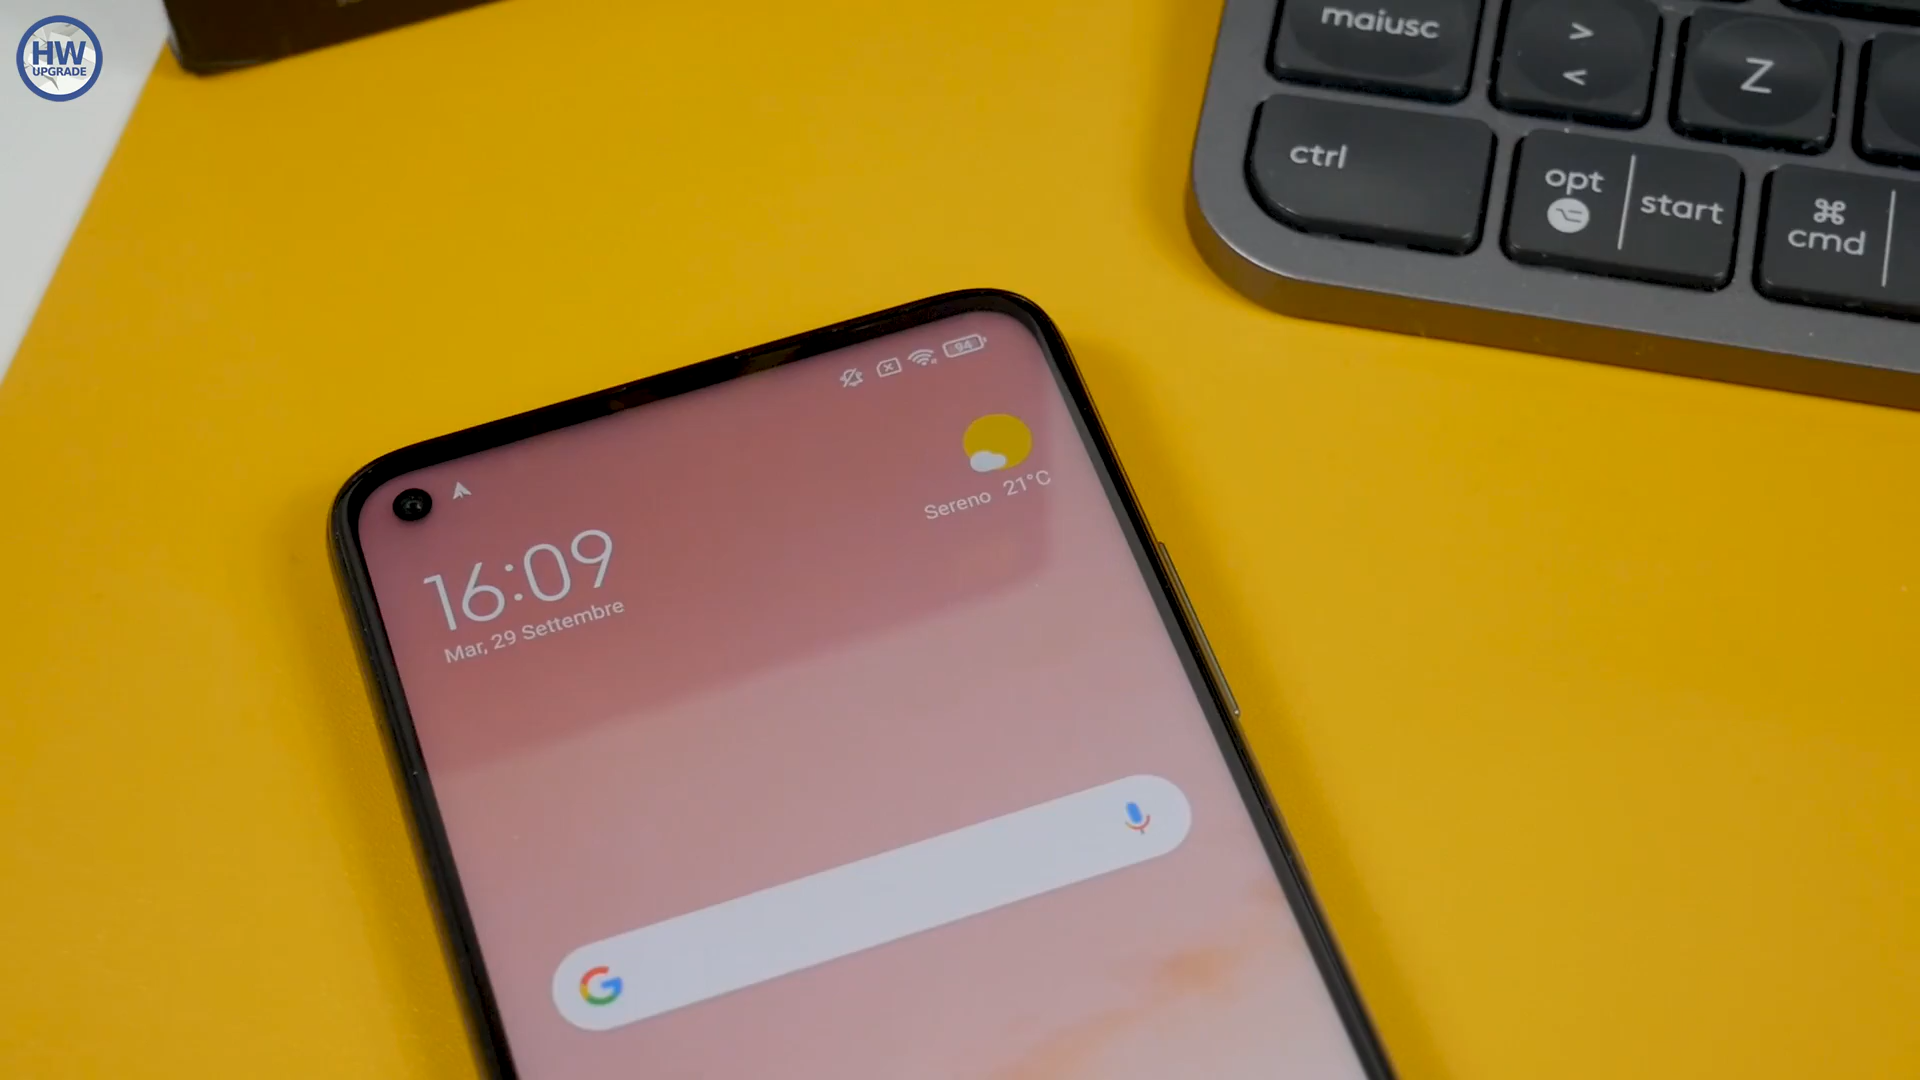 HW
UPGRADE
maiusc
>
<
Z
ctrl
opt
start
⌘
cmd
94
Sereno 21°C
16:09
Mar, 29 Settembre
G